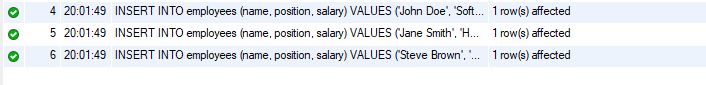 4 20:01:49 INSERT INTO employees (name, position, salary) VALUES ('John Doe', 'Soft... 1 row(s) affected
5 20:01:49 INSERT INTO employees (name, position, salary) VALUES ('Jane Smith', 'H... 1 row(s) affected
6 20:01:49 INSERT INTO employees (name, position, salary) VALUES ('Steve Brown', '... 1 row(s) affected